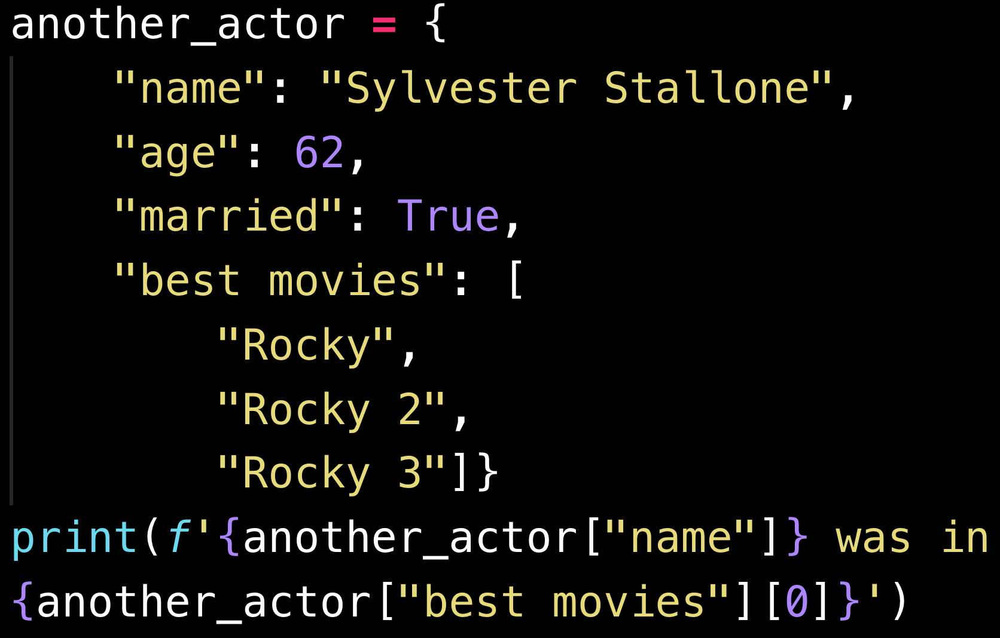 another_actor = {
    "name": "Sylvester Stallone",
    "age": 62,
    "married": True,
    "best movies": [
        "Rocky",
        "Rocky 2",
        "Rocky 3"]}
print(f'{another_actor["name"]} was in
{another_actor["best movies"][0]}')